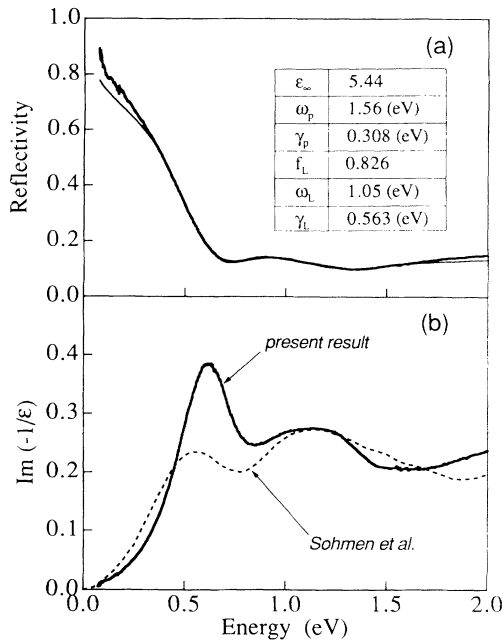 (a)
1.0
0.8
0.6
0.4
0.2
0.0
Reflectivity
ε∞ 5.44
ωp 1.56 (eV)
γp 0.308 (eV)
fL 0.826
ωL 1.05 (eV)
γL 0.563 (eV)
(b)
0.4
0.3
0.2
0.1
0.0
Im (-1/ε)
present result
Sohmen et al.
0.0 0.5 1.0 1.5 2.0
Energy (eV)